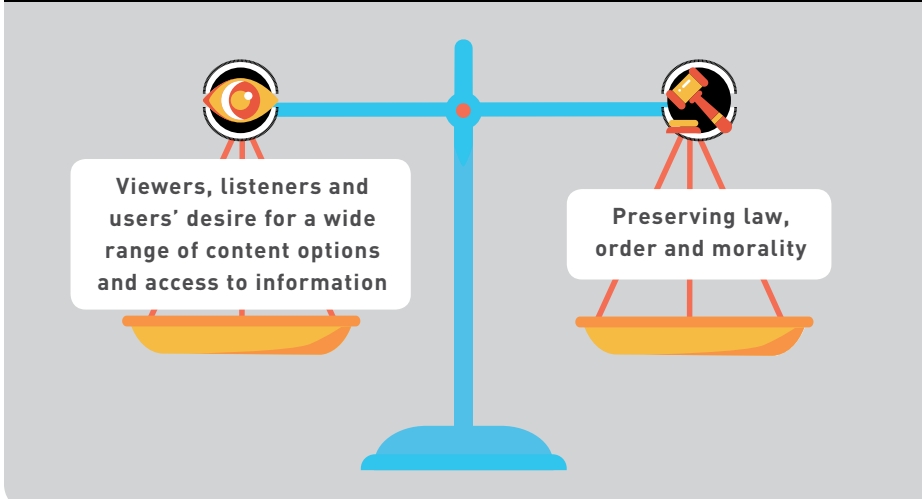 Viewers, listeners and
users’ desire for a wide
range of content options
and access to information
Preserving law,
order and morality